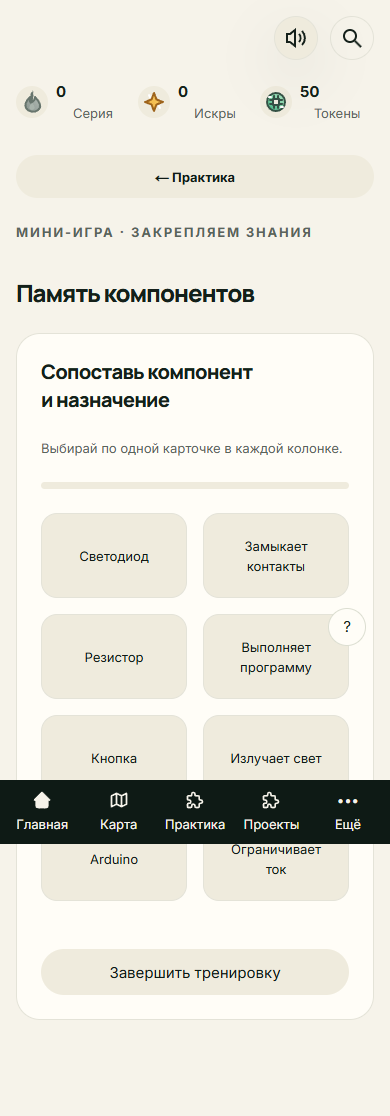 0
Серия
0
Искры
50
Токены
← Практика
МИНИ-ИГРА · ЗАКРЕПЛЯЕМ ЗНАНИЯ
Память компонентов
Сопоставь компонент
и назначение
Выбирай по одной карточке в каждой колонке.
Светодиод
Замыкает
контакты
Резистор
Выполняет
программу
?
Кнопка
Излучает свет
Главная
Карта
Практика
Проекты
Ещё
Arduino
Ограничивает
ток
Завершить тренировку